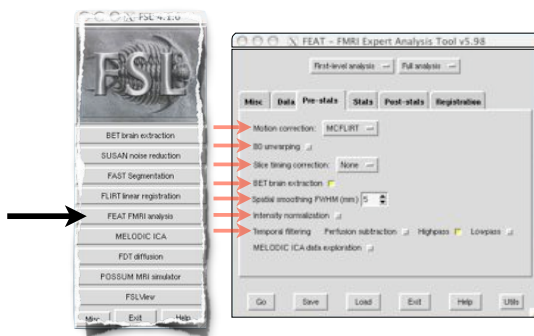 FSL 4.1.0
FSL
BET brain extraction
SUSAN noise reduction
FAST Segmentation
FLIRT linear registration
FEAT FMRI analysis
MELODIC ICA
FDT diffusion
POSSUM MRI simulator
FSLView
Misc Exit Help
FEAT - FMRI Expert Analysis Tool v5.98
First-level analysis Full analysis
Misc Data Pre-stats Stats Post-stats Registration
Motion correction: MCFLIRT
B0 unwarping
Slice timing correction: None
BET brain extraction
Spatial smoothing FWHM (mm) 5
Intensity normalization
Temporal filtering Perfusion subtraction Highpass Lowpass
MELODIC ICA data exploration
Go Save Load Exit Help Utils